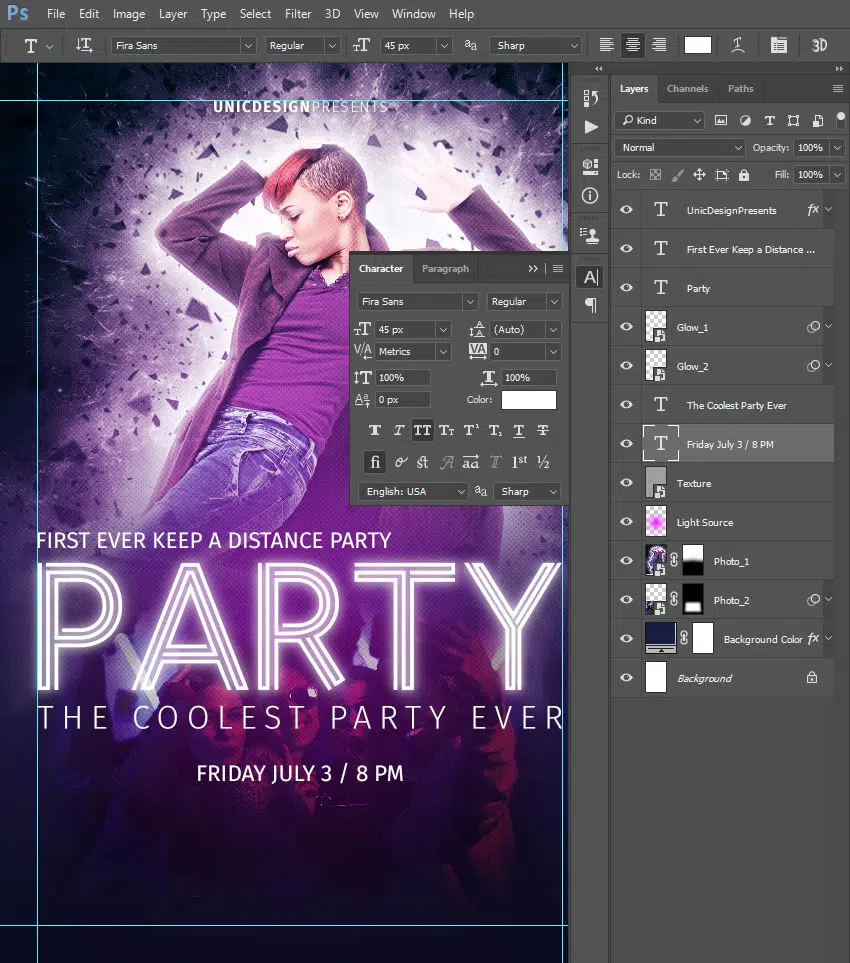 Ps File Edit Image Layer Type Select Filter 3D View Window Help
T Fira Sans Regular 45 px Sharp 3D
UNICDESIGNPRESENTS
Character Paragraph
Fira Sans Regular
45 px (Auto)
Metrics 0
100% 100%
0 px Color:
English: USA Sharp
FIRST EVER KEEP A DISTANCE PARTY
PARTY
THE COOLEST PARTY EVER
FRIDAY JULY 3 / 8 PM
Layers Channels Paths
Kind
Normal Opacity: 100%
Lock: Fill: 100%
UnicDesignPresents fx
First Ever Keep a Distance ...
Party
Glow_1
Glow_2
The Coolest Party Ever
Friday July 3 / 8 PM
Texture
Light Source
Photo_1
Photo_2
Background Color fx
Background